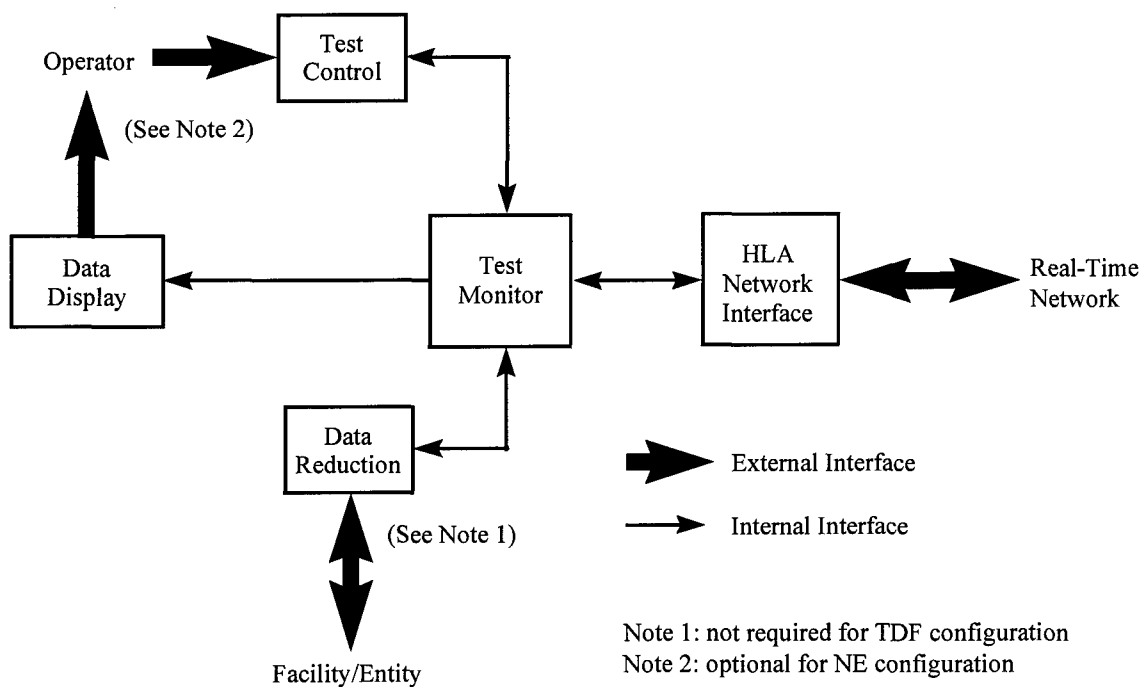 Test
Control
Operator
(See Note 2)
Data
Display
Test
Monitor
HLA
Network
Interface
Real-Time
Network
Data
Reduction
(See Note 1)
Facility/Entity
External Interface
Internal Interface
Note 1: not required for TDF configuration
Note 2: optional for NE configuration